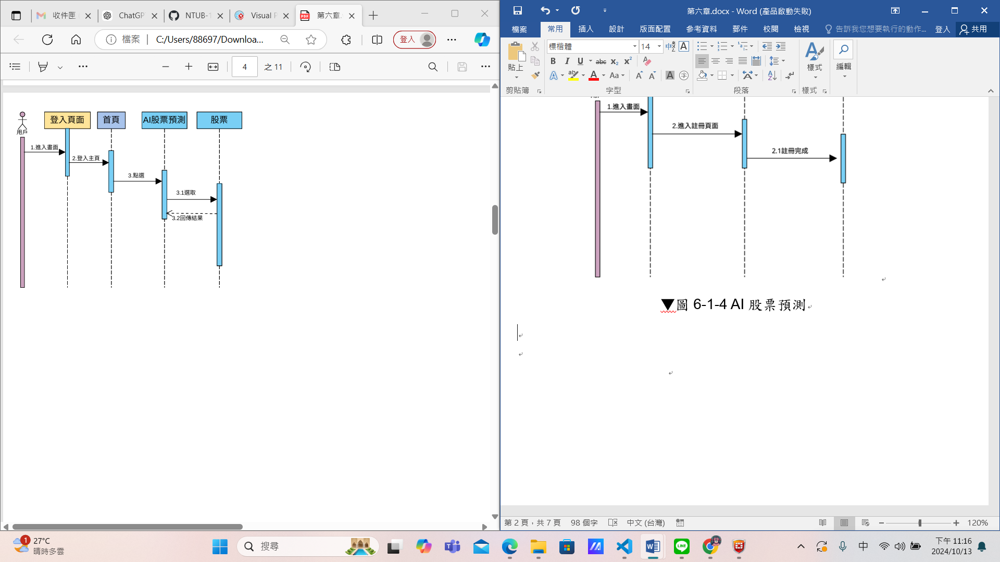 收件匣
ChatGP
NTUB-1
Visual P
第六章.
檔案
C:/Users/88697/Downloa...
登入
4
之 11
用戶
登入頁面
首頁
AI股票預測
股票
1.進入畫面
2.登入主頁
3.點選
3.1選取
3.2回傳結果
第六章.docx - Word (產品啟動失敗)
檔案
常用
插入
設計
版面配置
參考資料
郵件
校閱
檢視
告訴我您想要執行的動作...
登入
共用
標楷體
14
貼上
B I U abc x₂ x²
Aa
樣式
編輯
剪貼簿
字型
段落
樣式
1.進入畫面
2.進入註冊頁面
2.1註冊完成
▼圖 6-1-4 AI 股票預測
第 2 頁，共 7 頁
98 個字
中文 (台灣)
120%
1
27°C
晴時多雲
搜尋
LINE
中
下午 11:16
2024/10/13